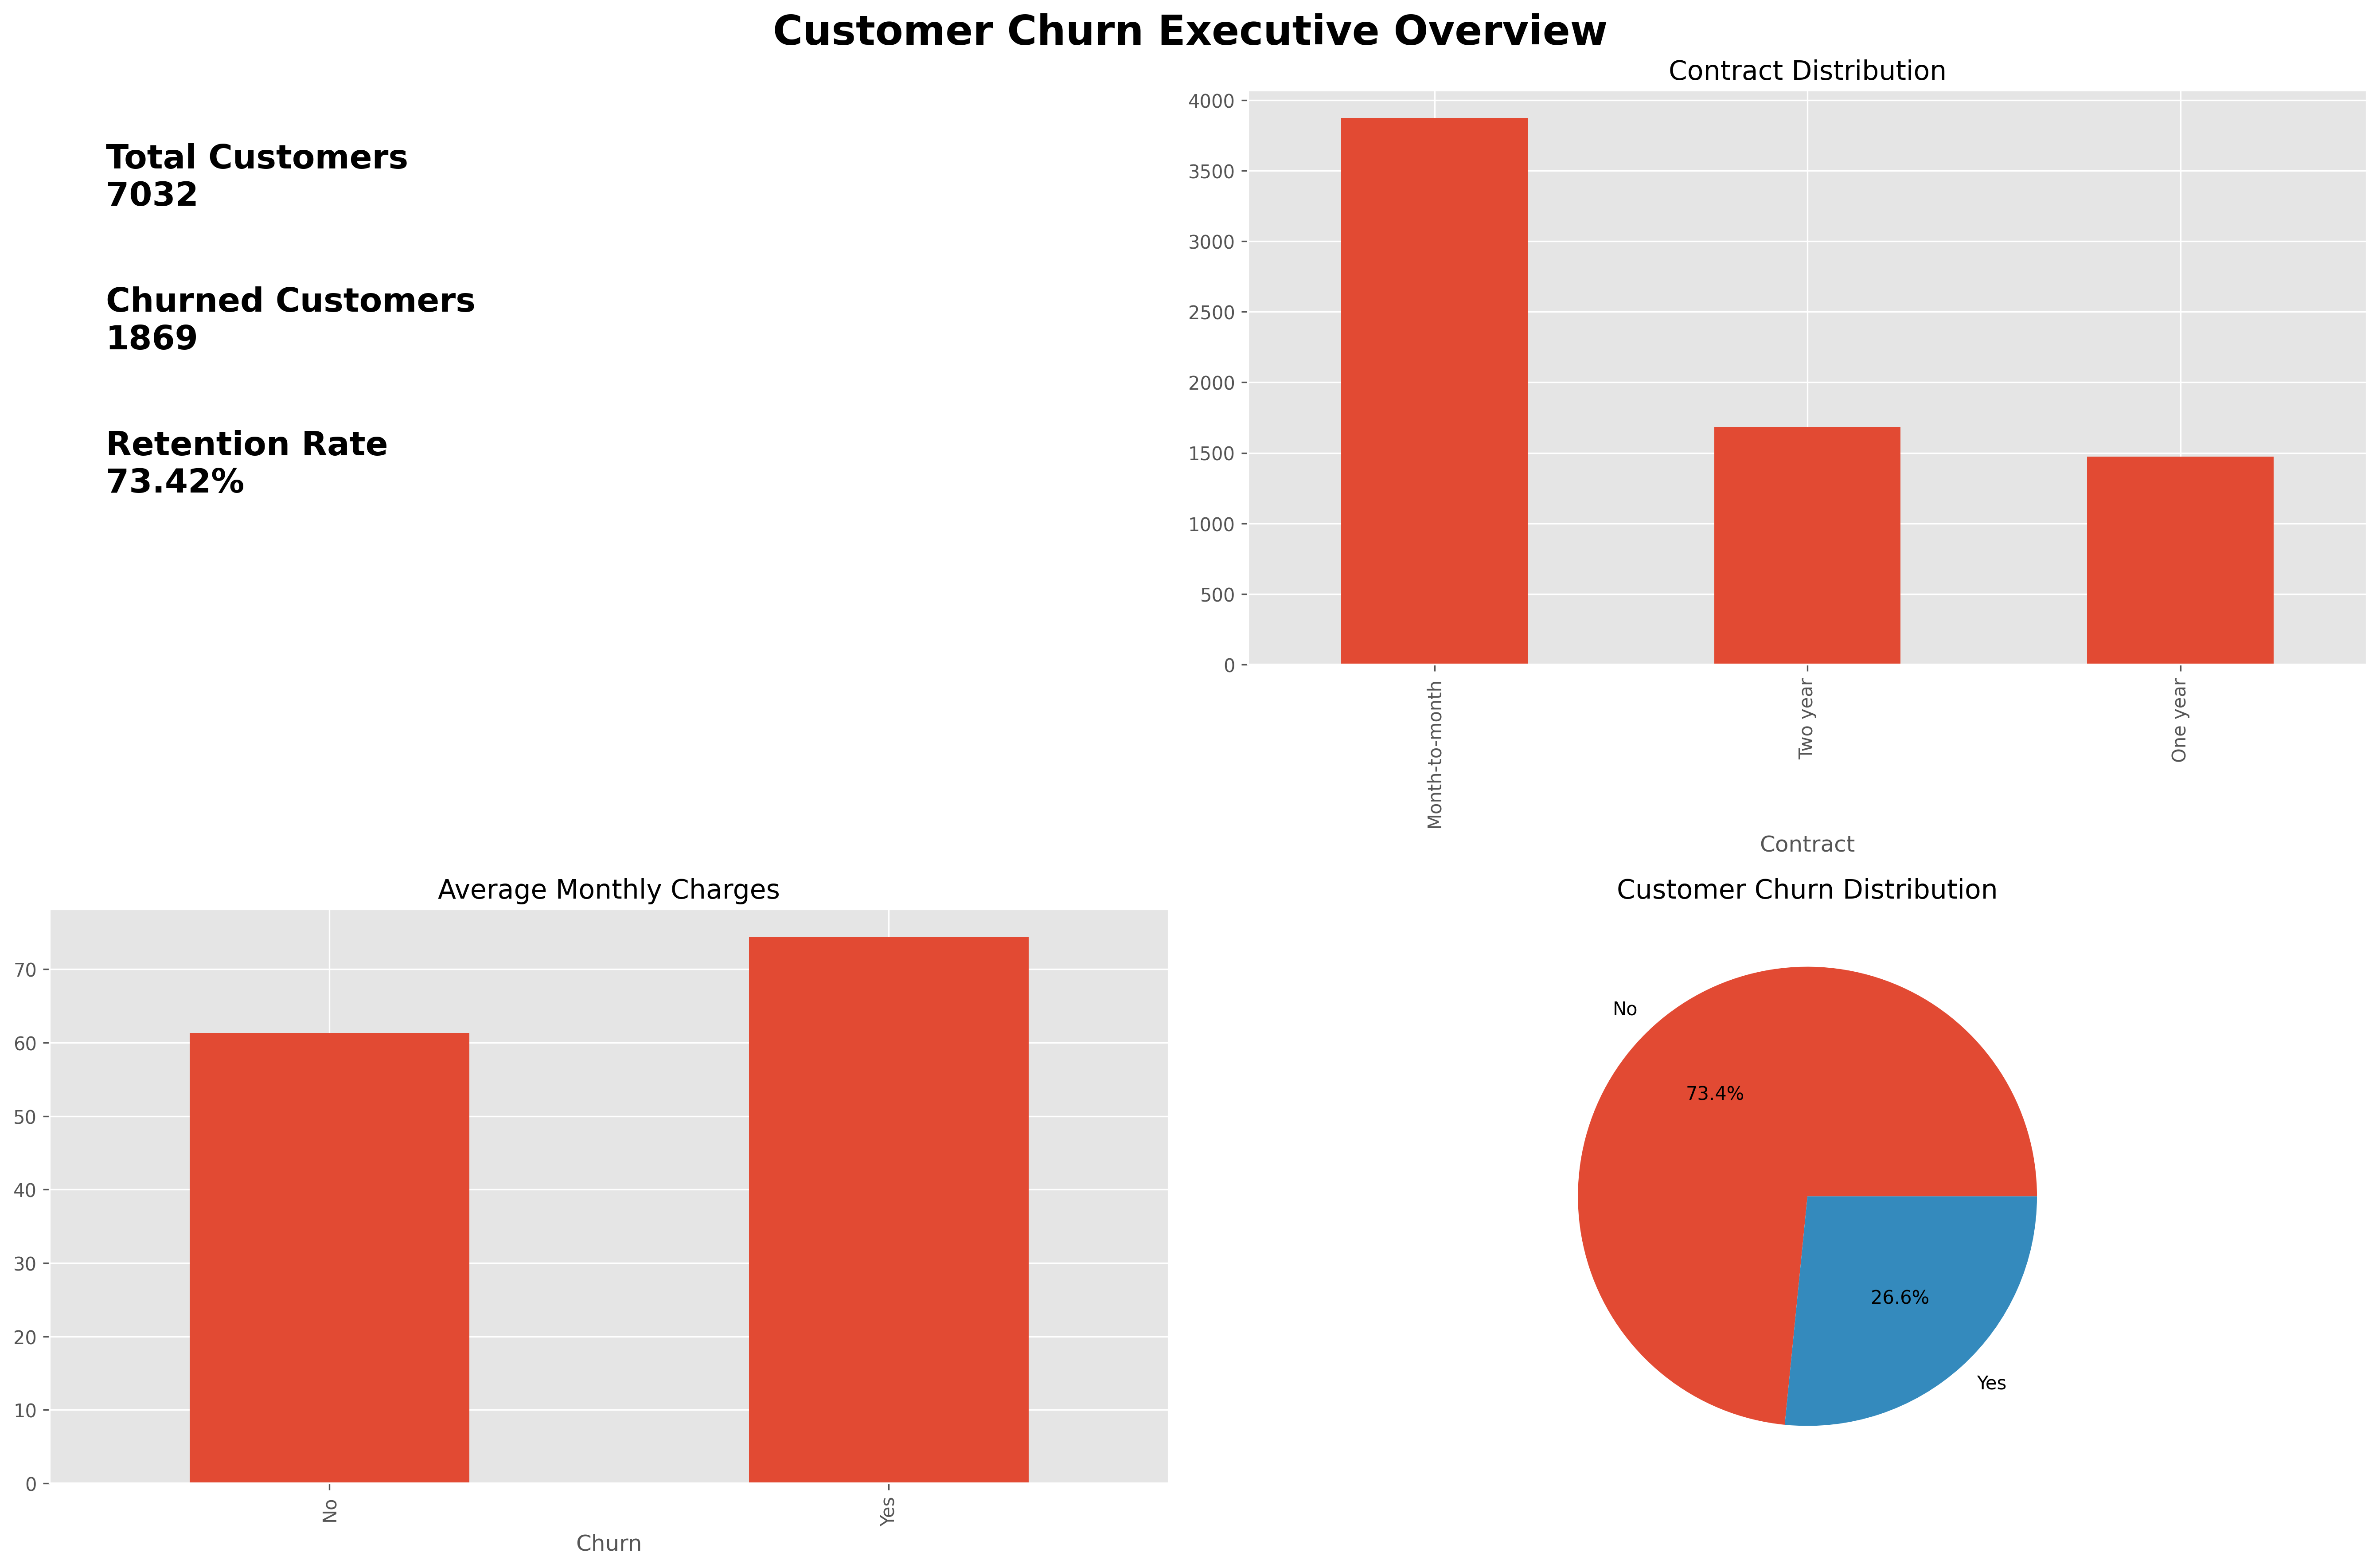 Customer Churn Executive Overview
Total Customers
7032
Churned Customers
1869
Retention Rate
73.42%
Contract Distribution
4000
3500
3000
2500
2000
1500
1000
500
0
Month-to-month
Two year
One year
Contract
Average Monthly Charges
70
60
50
40
30
20
10
0
No
Yes
Churn
Customer Churn Distribution
No
73.4%
26.6%
Yes